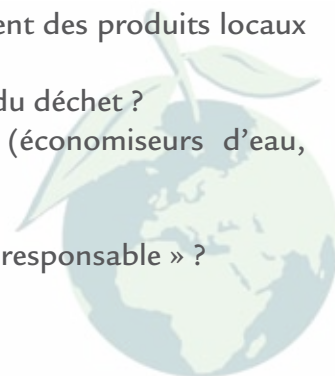 ent des produits locaux
du déchet ?
(économiseurs d’eau,
responsable » ?